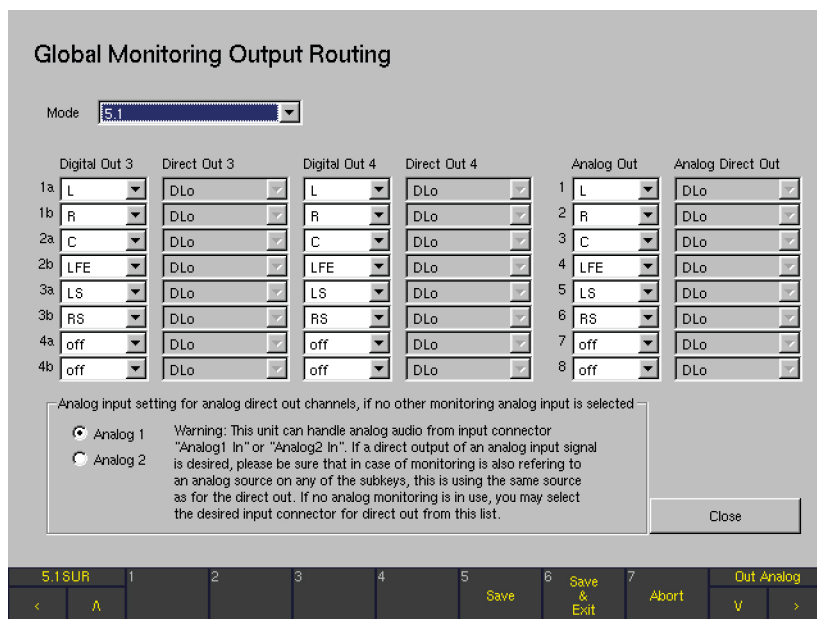 Global Monitoring Output Routing
Mode 5.1
Digital Out 3 Direct Out 3 Digital Out 4 Direct Out 4 Analog Out Analog Direct Out
1a L DLo L DLo 1 L DLo
1b R DLo R DLo 2 R DLo
2a C DLo C DLo 3 C DLo
2b LFE DLo LFE DLo 4 LFE DLo
3a LS DLo LS DLo 5 LS DLo
3b RS DLo RS DLo 6 RS DLo
4a off DLo off DLo 7 off DLo
4b off DLo off DLo 8 off DLo
Analog input setting for analog direct out channels, if no other monitoring analog input is selected
Analog 1
Analog 2
Warning: This unit can handle analog audio from input connector
"Analog1 In" or "Analog2 In". If a direct output of an analog input signal
is desired, please be sure that in case of monitoring is also refering to
an analog source on any of the subkeys, this is using the same source
as for the direct out. If no analog monitoring is in use, you may select
the desired input connector for direct out from this list.
Close
5.1SUR 1 2 3 4 5 Save 6 Save & Exit 7 Abort Out Analog
< Λ V >